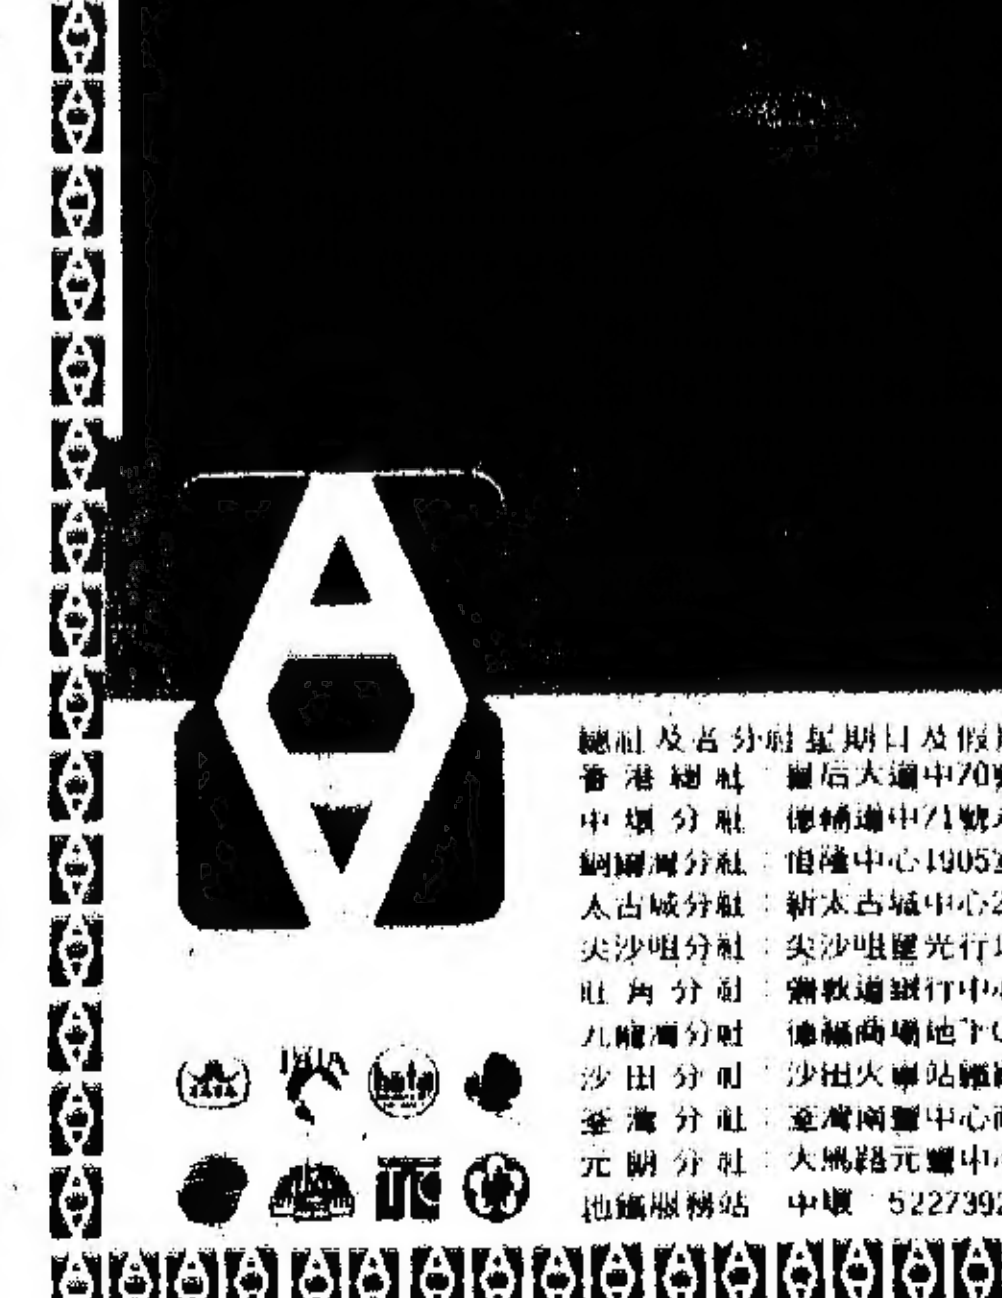 總社及各分社星期日及假
香港總社：皇后大道中70號
中環分社 德輔道中71號
銅鑼灣分社：恒隆中心1905
太古城分社：新太古城中心2
尖沙咀分社：尖沙咀星光行
旺角分社：彌敦道銀行中
九龍灣分社：德福商場地下
沙田分社：沙田火車站
荃灣分社：荃灣南豐中心
元朗分社：大馬路元豐中
地鐵服務站 中環：5227392